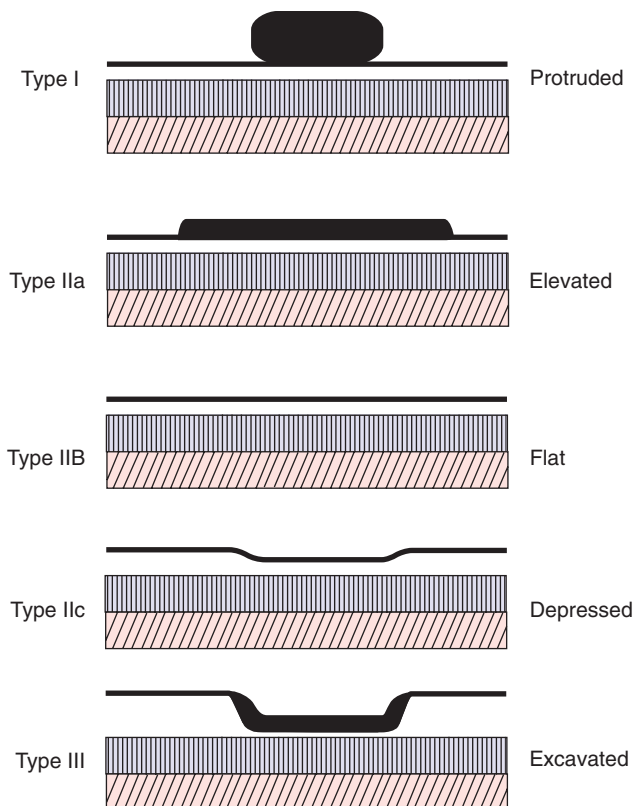 Type I Protruded
Type IIa Elevated
Type IIB Flat
Type IIc Depressed
Type III Excavated